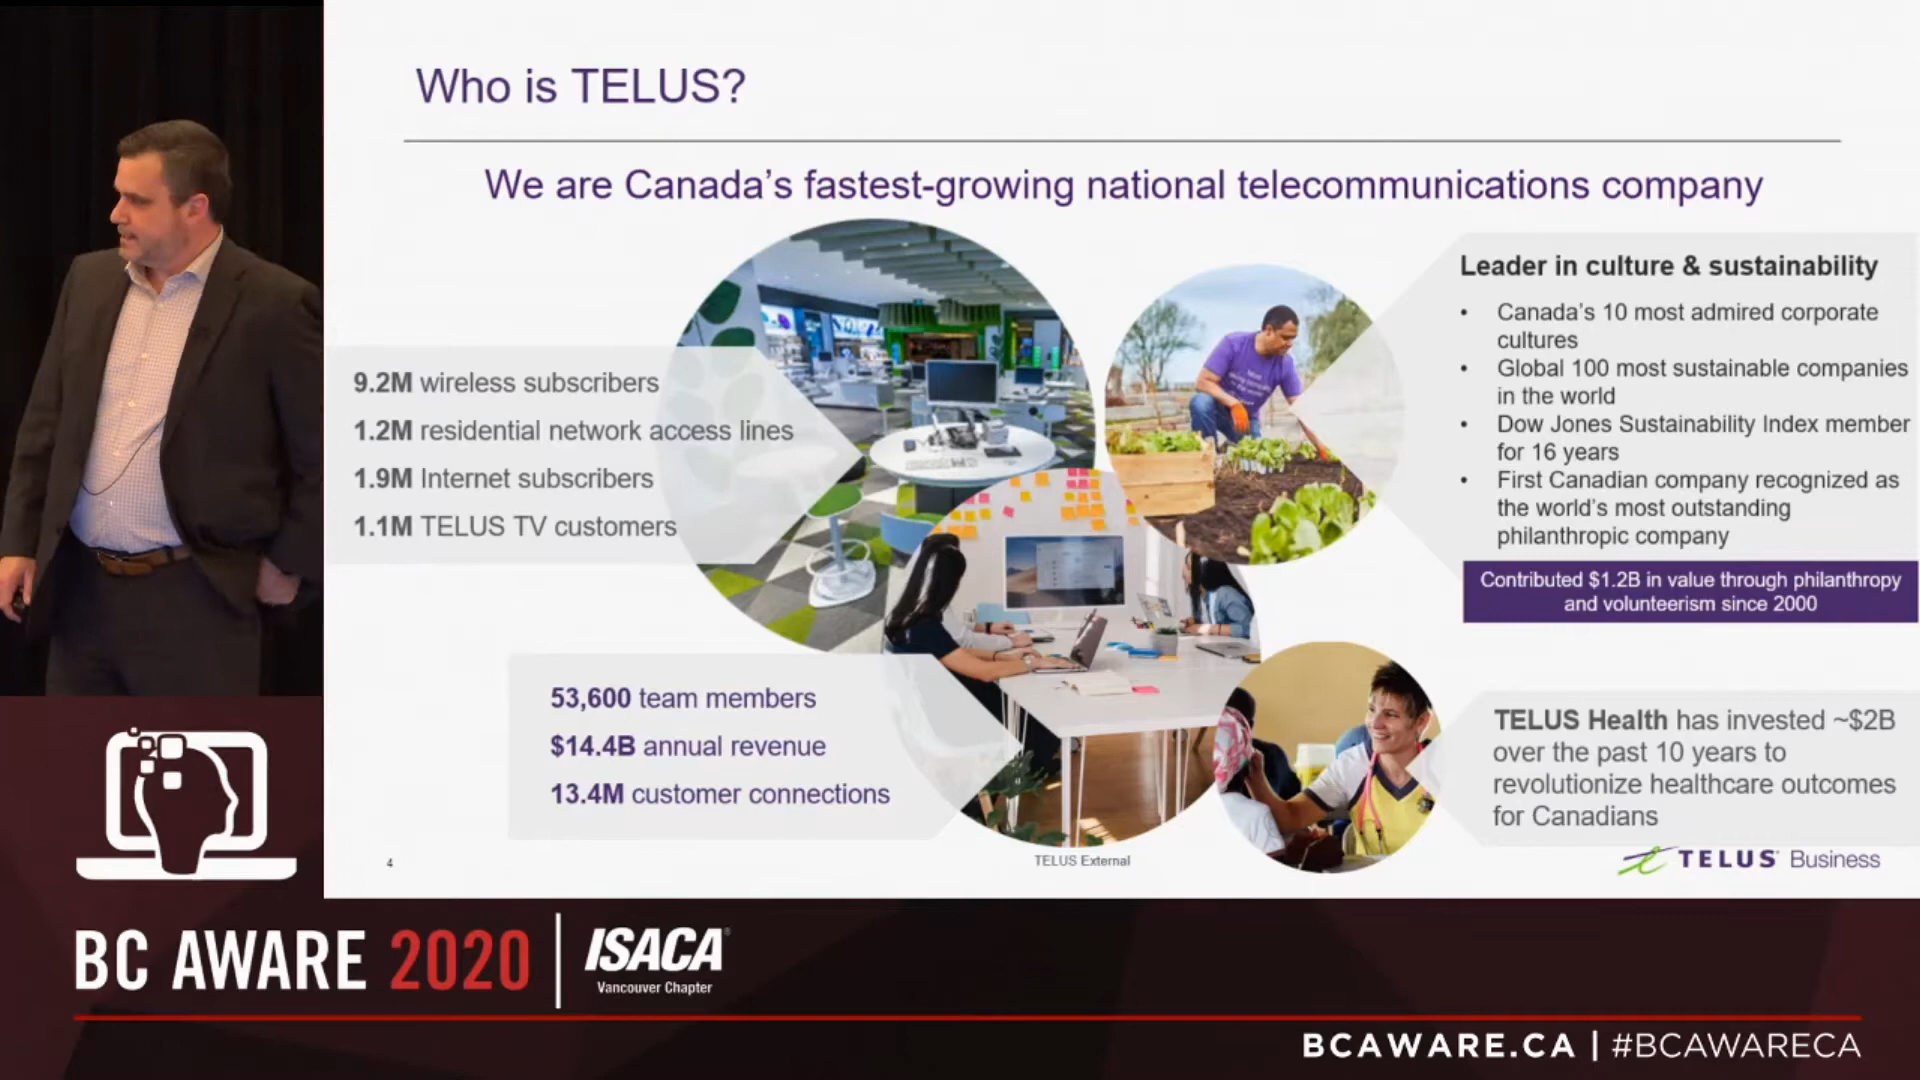 Who is TELUS?
We are Canada's fastest-growing national telecommunications company
9.2M wireless subscribers
1.2M residential network access lines
1.9M Internet subscribers
1.1M TELUS TV customers
53,600 team members
$14.4B annual revenue
13.4M customer connections
Leader in culture & sustainability
• Canada's 10 most admired corporate
cultures
• Global 100 most sustainable companies
in the world
• Dow Jones Sustainability Index member
for 16 years
• First Canadian company recognized as
the world's most outstanding
philanthropic company
Contributed $1.2B in value through philanthropy
and volunteerism since 2000
TELUS Health has invested ~$2B
over the past 10 years to
revolutionize healthcare outcomes
for Canadians
4
TELUS External
TELUS Business
BC AWARE 2020
ISACA
Vancouver Chapter
BCAWARE.CA | #BCAWARECA